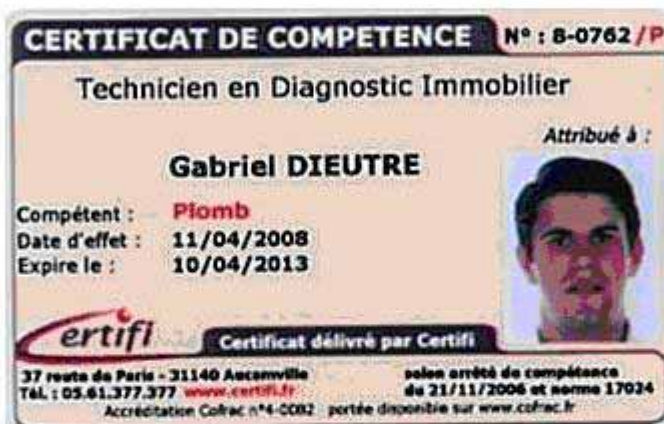 CERTIFICAT DE COMPETENCE N° : 8-0762 /P
Technicien en Diagnostic Immobilier
Attribué à :
Gabriel DIEUTRE
Compétent : Plomb
Date d'effet : 11/04/2008
Expire le : 10/04/2013
Certifi
Certificat délivré par Certifi
37 route de Paris - 31140 Aucamville
Tél. : 05.61.377.377 www.certifi.fr
selon arrêté de compétence
du 21/11/2006 et norme 17024
Accréditation Cofrac n°4-0082 portée disponible sur www.cofrac.fr